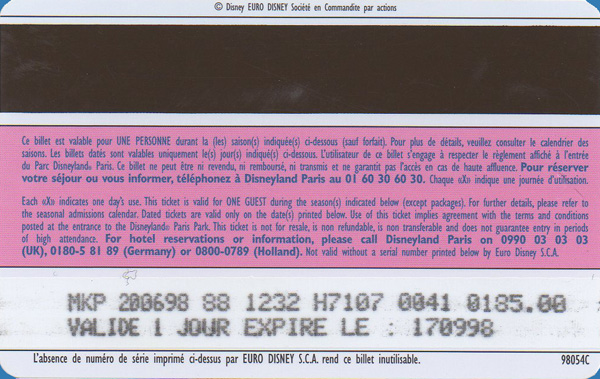 © Disney EURO DISNEY Société en Commandite par actions
Ce billet est valable pour UNE PERSONNE durant la (les) saison(s) indiquée(s) ci-dessous (sauf forfait). Pour plus de détails, veuillez consulter le calendrier des
saisons. Les billets datés sont valables uniquement le(s) jour(s) indiqué(s) ci-dessous. L'utilisateur de ce billet s'engage à respecter le règlement affiché à l'entrée
du Parc Disneyland® Paris. Ce billet ne peut être ni revendu, ni remboursé, ni transmis et ne garantit pas l'accès en cas de haute affluence. Pour réserver
votre séjour ou vous informer, téléphonez à Disneyland Paris au 01 60 30 60 30. Chaque «X» indique une journée d'utilisation.
Each «X» indicates one day's use. This ticket is valid for ONE GUEST during the season(s) indicated below (except packages). For further details, please refer to
the seasonal admissions calendar. Dated tickets are valid only on the date(s) printed below. Use of this ticket implies agreement with the terms and conditions
posted at the entrance to the Disneyland® Paris Park. This ticket is not for resale, is non refundable, is non transferable and does not guarantee entry in periods
of high attendance. For hotel reservations or information, please call Disneyland Paris on 0990 03 03 03
(UK), 0180-5 81 89 (Germany) or 0800-0789 (Holland). Not valid without a serial number printed below by Euro Disney S.C.A.
MKP 200698 88 1232 H7107 0041 0185.00
VALIDE 1 JOUR EXPIRE LE : 170998
L'absence de numéro de série imprimé ci-dessus par EURO DISNEY S.C.A. rend ce billet inutilisable.
98054C